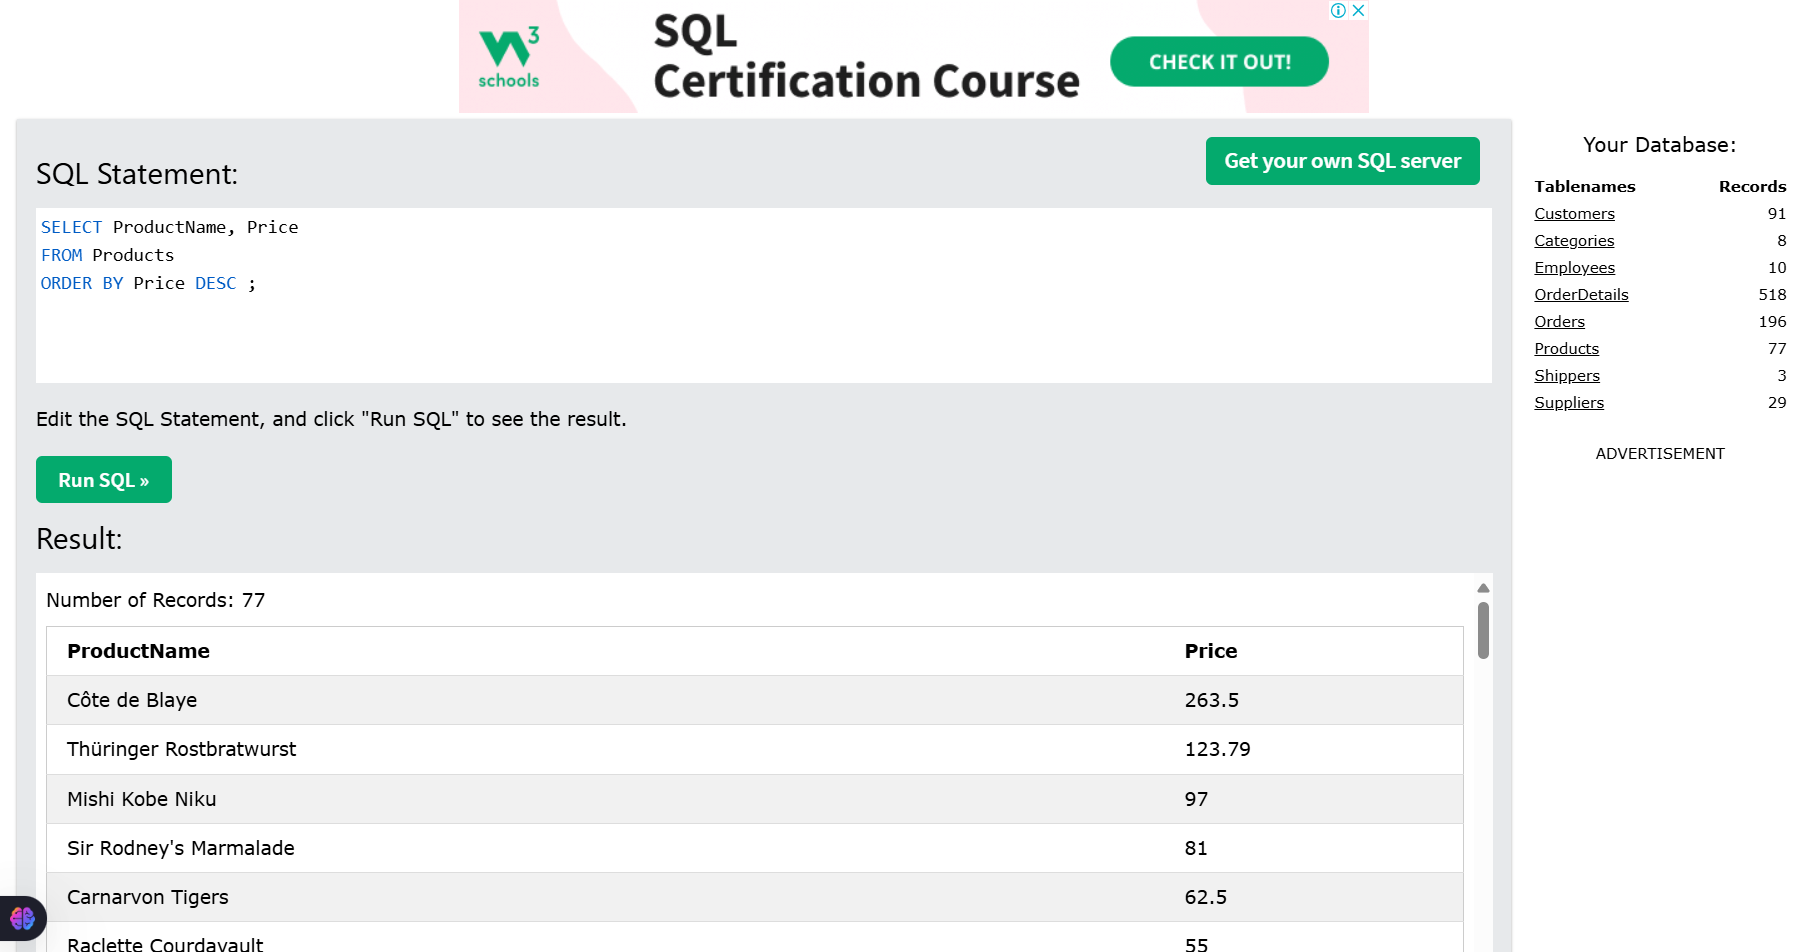 W3
schools
SQL
Certification Course
CHECK IT OUT!
SQL Statement:
Get your own SQL server
SELECT ProductName, Price
FROM Products
ORDER BY Price DESC ;
Edit the SQL Statement, and click "Run SQL" to see the result.
Run SQL »
Result:
Number of Records: 77
ProductName Price
Côte de Blaye 263.5
Thüringer Rostbratwurst 123.79
Mishi Kobe Niku 97
Sir Rodney's Marmalade 81
Carnarvon Tigers 62.5
Raclette Courdavault 55
Your Database:
Tablenames Records
Customers 91
Categories 8
Employees 10
OrderDetails 518
Orders 196
Products 77
Shippers 3
Suppliers 29
ADVERTISEMENT